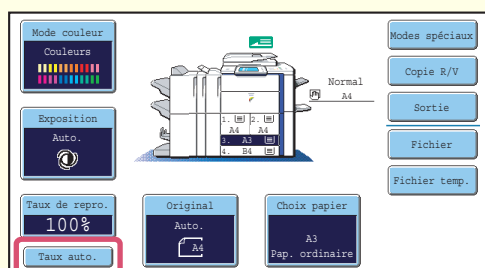 Mode couleur
Couleurs
Exposition
Auto.
Taux de repro.
100%
Taux auto.
Original
Auto.
A4
Choix papier
A3
Pap. ordinaire
1. 2.
A4 A4
3. A3
4. B4
Normal
A4
Modes spéciaux
Copie R/V
Sortie
Fichier
Fichier temp.